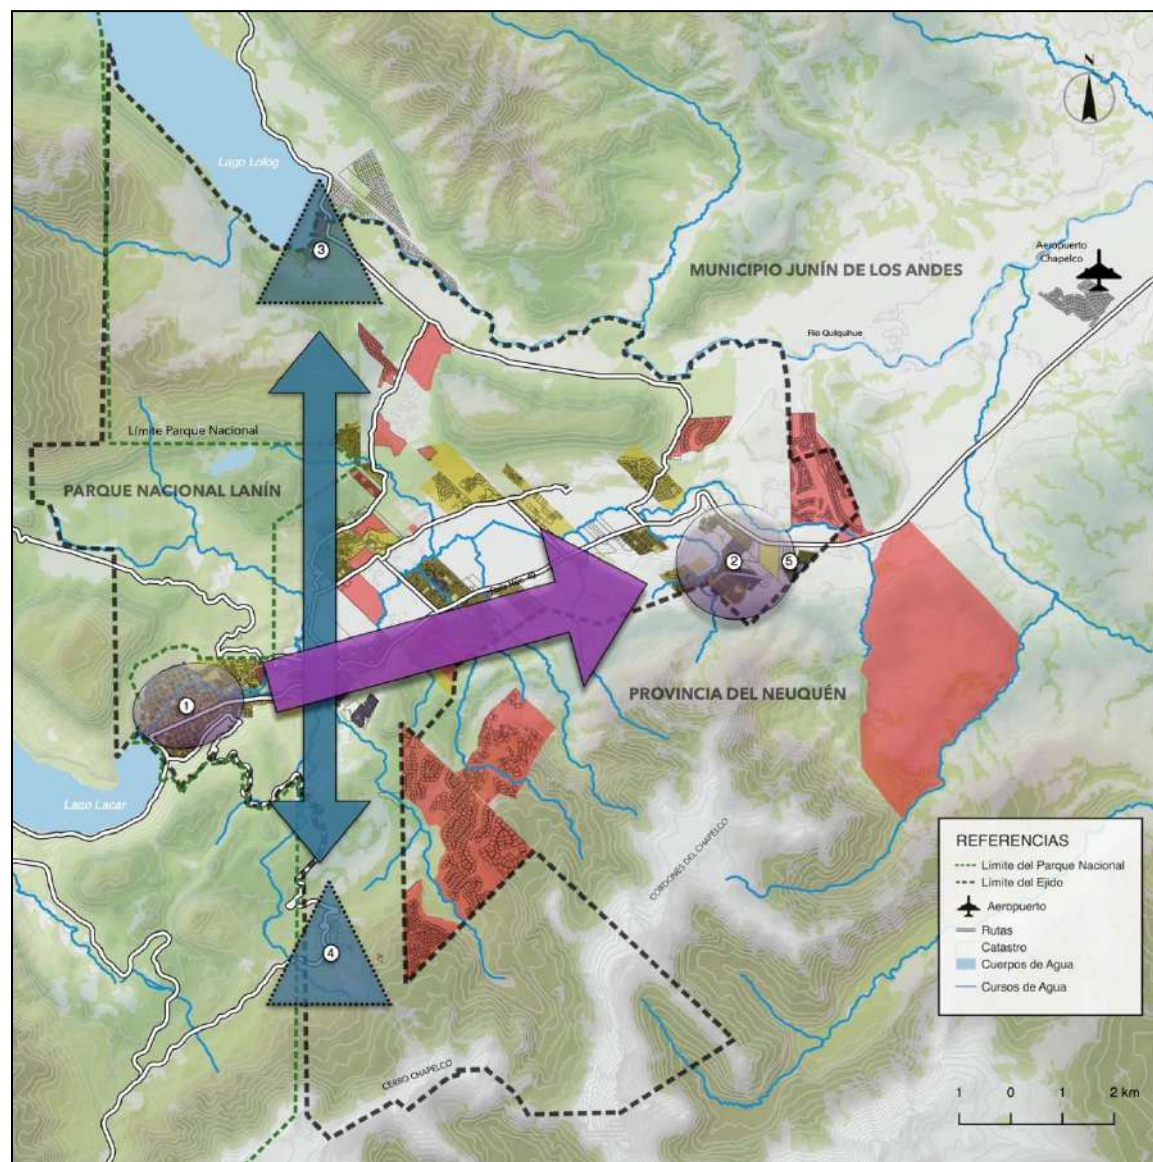 N
Lago Lolog
3
Aeropuerto
Chapelco
MUNICIPIO JUNÍN DE LOS ANDES
Río Quilquihue
Límite Parque Nacional
PARQUE NACIONAL LANÍN
2
5
PROVINCIA DEL NEUQUÉN
1
Lago Lacar
CORDONES DEL CHAPELCO
4
CERRO CHAPELCO
REFERENCIAS
Límite del Parque Nacional
Límite del Ejido
Aeropuerto
Rutas
Catastro
Cuerpos de Agua
Cursos de Agua
1 0 1 2 km